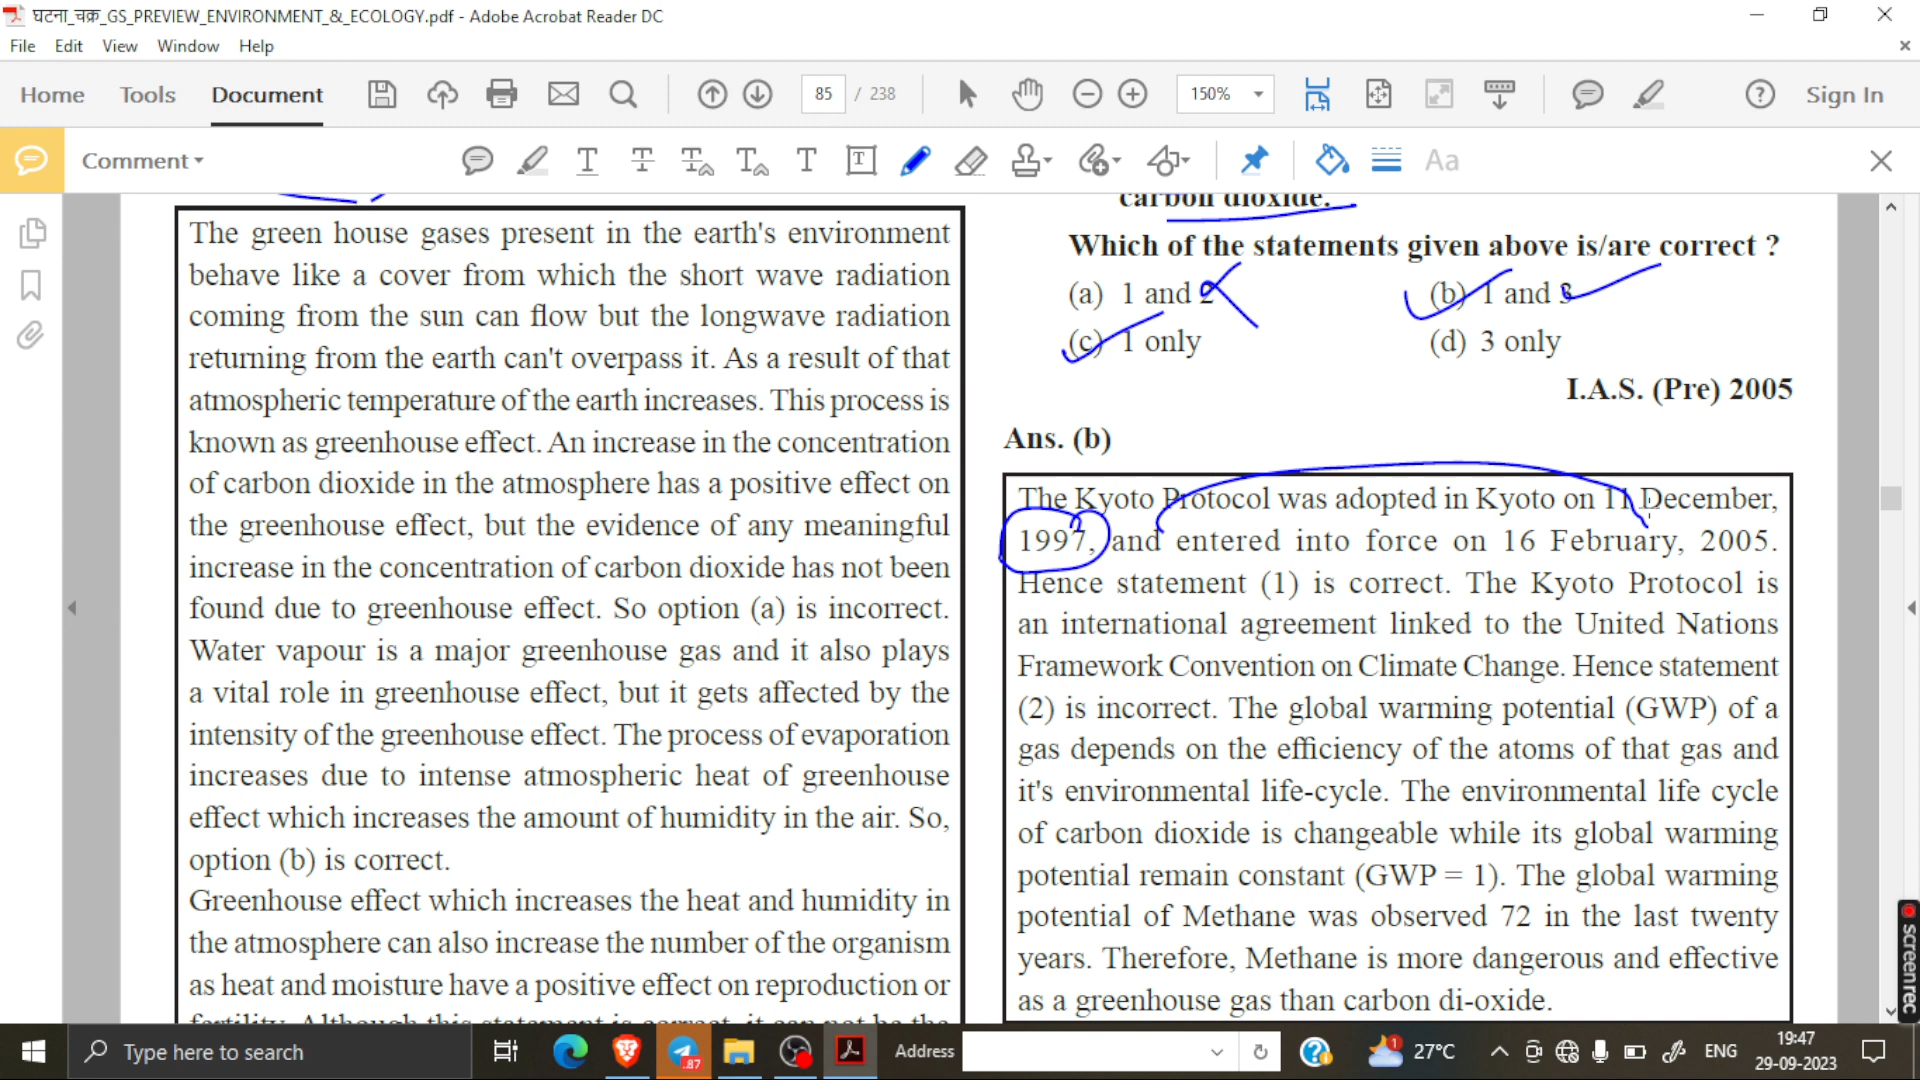 घटना_चक्र_GS_PREVIEW_ENVIRONMENT_&_ECOLOGY.pdf - Adobe Acrobat Reader DC
File Edit View Window Help
Home Tools Document 85 / 238 150% Sign In
Comment Aa
The green house gases present in the earth's environment
behave like a cover from which the short wave radiation
coming from the sun can flow but the longwave radiation
returning from the earth can't overpass it. As a result of that
atmospheric temperature of the earth increases. This process is
known as greenhouse effect. An increase in the concentration
of carbon dioxide in the atmosphere has a positive effect on
the greenhouse effect, but the evidence of any meaningful
increase in the concentration of carbon dioxide has not been
found due to greenhouse effect. So option (a) is incorrect.
Water vapour is a major greenhouse gas and it also plays
a vital role in greenhouse effect, but it gets affected by the
intensity of the greenhouse effect. The process of evaporation
increases due to intense atmospheric heat of greenhouse
effect which increases the amount of humidity in the air. So,
option (b) is correct.
Greenhouse effect which increases the heat and humidity in
the atmosphere can also increase the number of the organism
as heat and moisture have a positive effect on reproduction or
fertility. Although this statement is correct, it can not be the
carbon dioxide.
Which of the statements given above is/are correct ?
(a) 1 and 2 (b) 1 and 3
(c) 1 only (d) 3 only
I.A.S. (Pre) 2005
Ans. (b)
The Kyoto Protocol was adopted in Kyoto on 11 December,
1997, and entered into force on 16 February, 2005.
Hence statement (1) is correct. The Kyoto Protocol is
an international agreement linked to the United Nations
Framework Convention on Climate Change. Hence statement
(2) is incorrect. The global warming potential (GWP) of a
gas depends on the efficiency of the atoms of that gas and
it's environmental life-cycle. The environmental life cycle
of carbon dioxide is changeable while its global warming
potential remain constant (GWP = 1). The global warming
potential of Methane was observed 72 in the last twenty
years. Therefore, Methane is more dangerous and effective
as a greenhouse gas than carbon di-oxide.
screenrec
Type here to search .87 Address 1 27°C ENG 19:47
29-09-2023